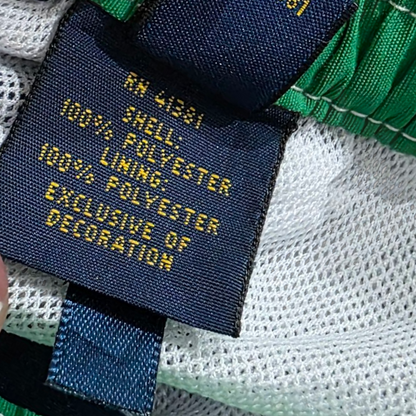 RN 41381
SHELL:
100% POLYESTER
LINING:
100% POLYESTER
EXCLUSIVE OF
DECORATION